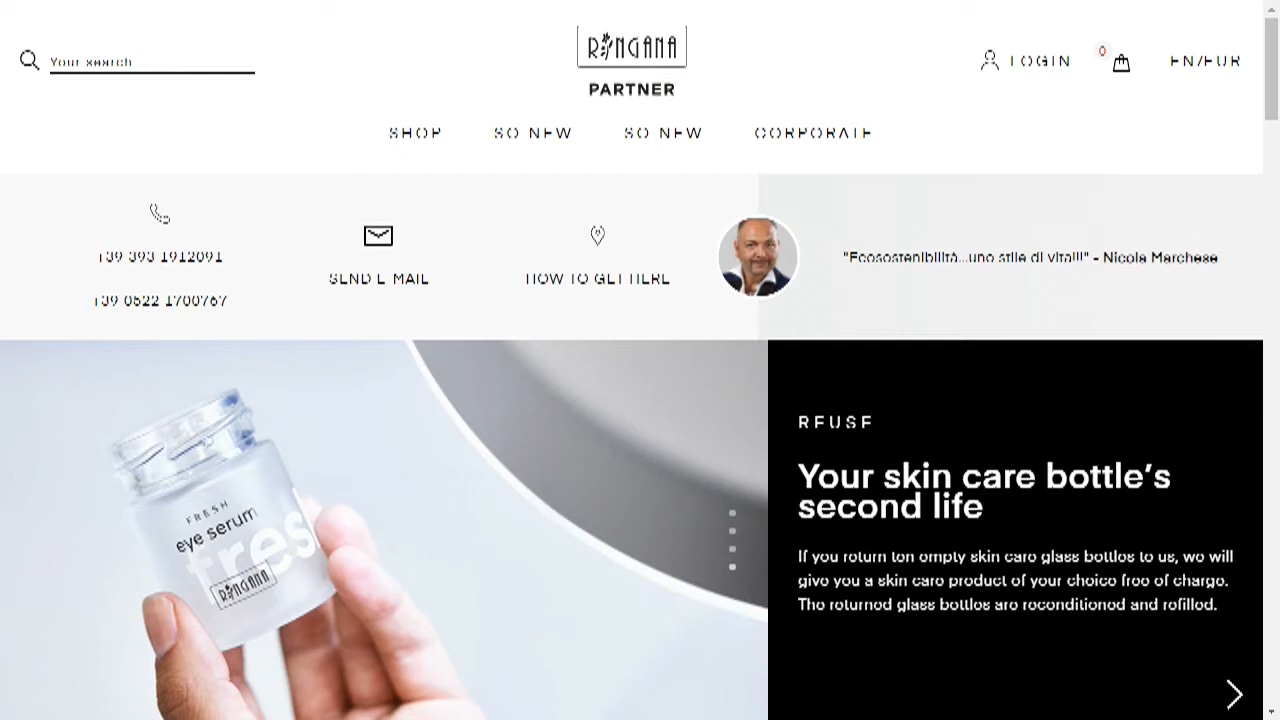 Your search ...
RINGANA
PARTNER
LOGIN
0
EN/EUR
SHOP
SO NEW
SO NEW
CORPORATE
+39 393 1912091
+39 0522 1700767
SEND E-MAIL
HOW TO GET HERE
"Ecosostenibilità...uno stile di vita!!!" - Nicola Marchese
REUSE
Your skin care bottle's
second life
If you return ten empty skin care glass bottles to us, we will
give you a skin care product of your choice free of charge.
The returned glass bottles are reconditioned and refilled.
FRESH
eye serum
fres
RINGANA